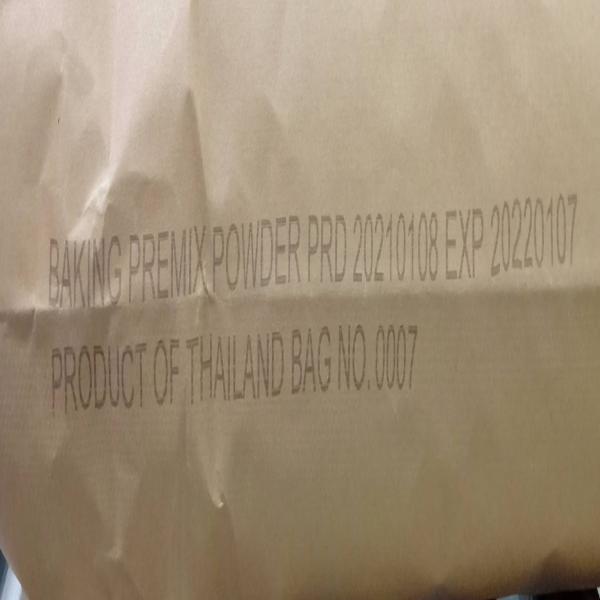 BAKING PREMIX POWDER PRD 20210108 EXP 20220107
PRODUCT OF THAILAND BAG NO. 0007